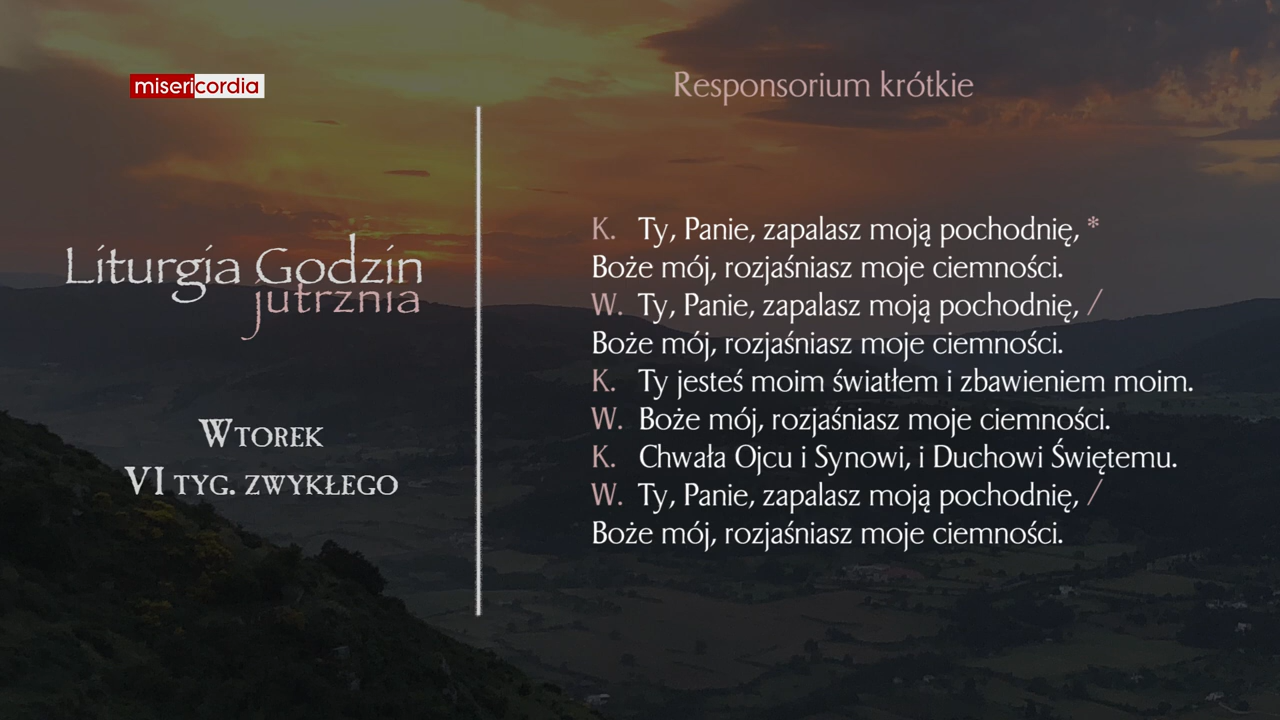 misericordia
Liturgia Godzin
jutrznia
Wtorek
VI tyg. zwykłego
Responsorium krótkie
K. Ty, Panie, zapalasz moją pochodnię, *
Boże mój, rozjaśniasz moje ciemności.
W. Ty, Panie, zapalasz moją pochodnię, /
Boże mój, rozjaśniasz moje ciemności.
K. Ty jesteś moim światłem i zbawieniem moim.
W. Boże mój, rozjaśniasz moje ciemności.
K. Chwała Ojcu i Synowi, i Duchowi Świętemu.
W. Ty, Panie, zapalasz moją pochodnię, /
Boże mój, rozjaśniasz moje ciemności.